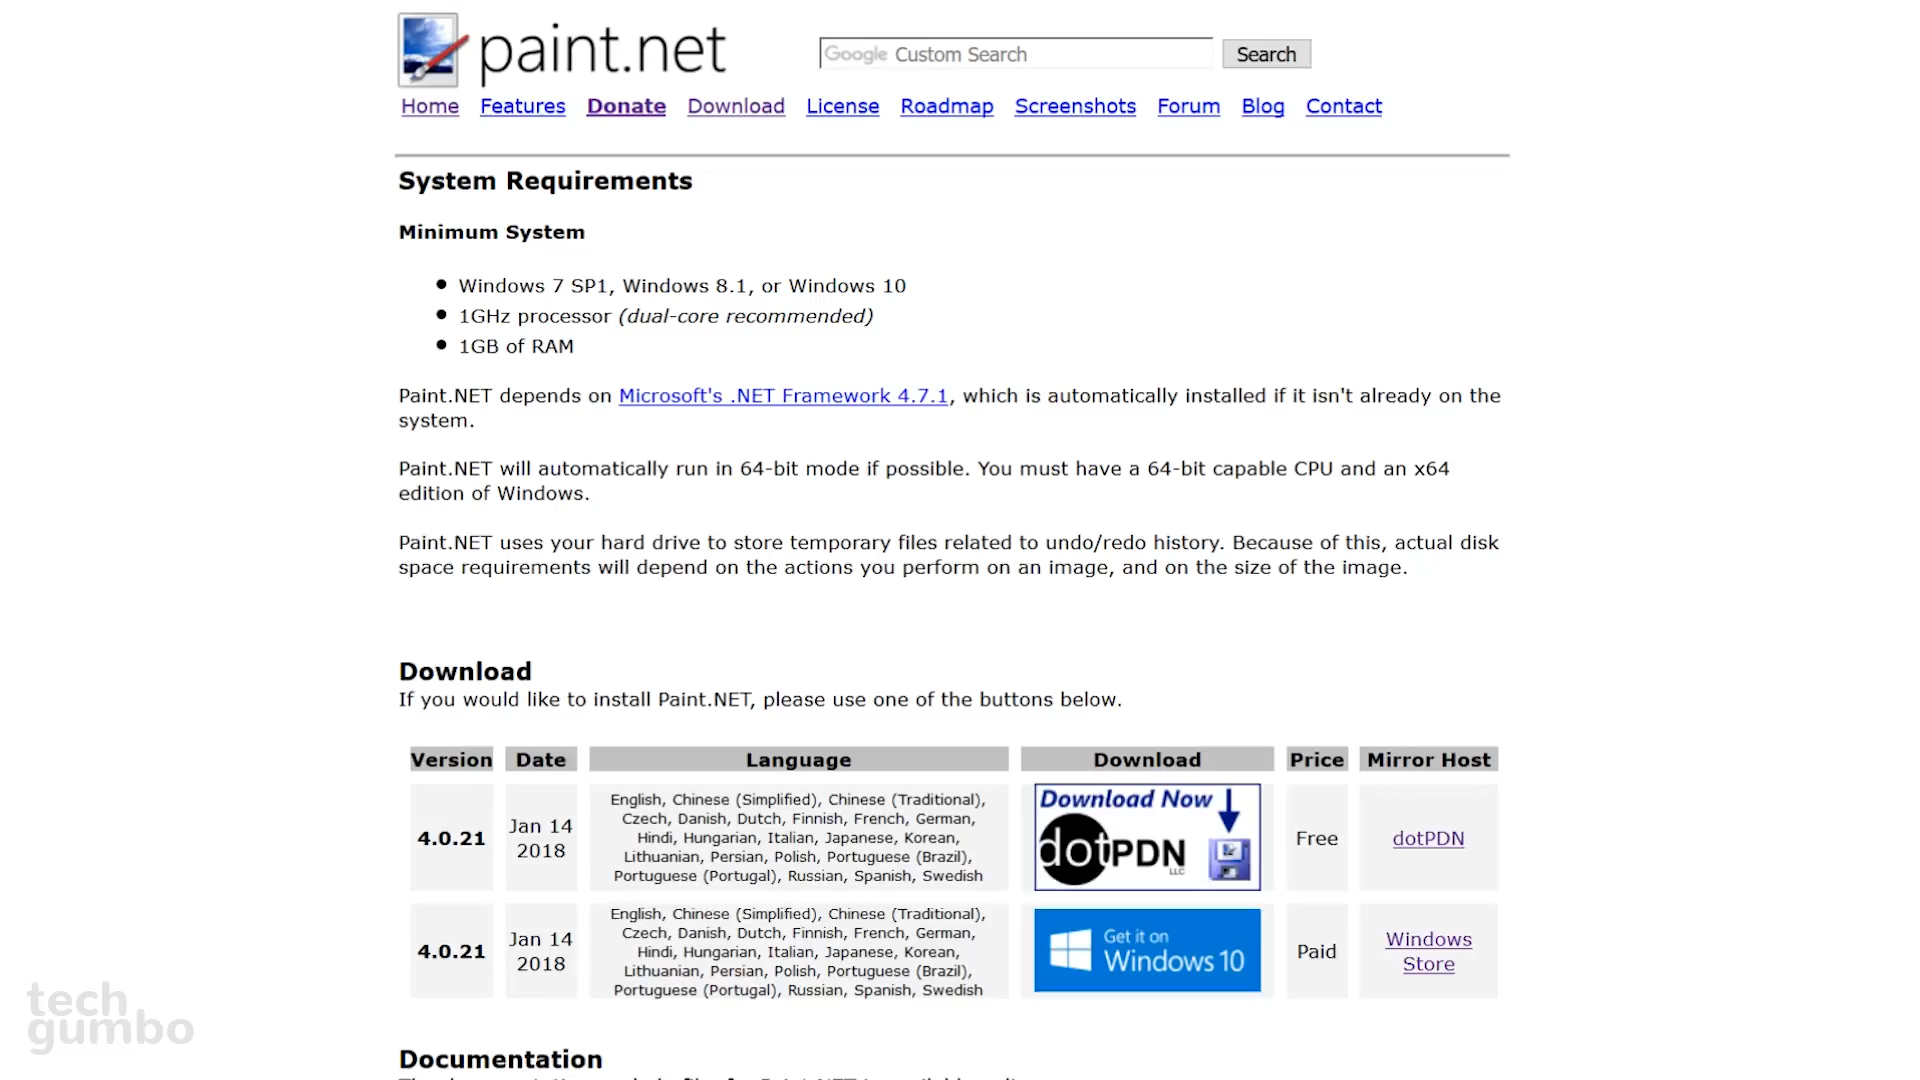 paint.net
Google Custom Search Search
Home Features Donate Download License Roadmap Screenshots Forum Blog Contact
System Requirements
Minimum System
Windows 7 SP1, Windows 8.1, or Windows 10
1GHz processor (dual-core recommended)
1GB of RAM
Paint.NET depends on Microsoft's .NET Framework 4.7.1, which is automatically installed if it isn't already on the
system.
Paint.NET will automatically run in 64-bit mode if possible. You must have a 64-bit capable CPU and an x64
edition of Windows.
Paint.NET uses your hard drive to store temporary files related to undo/redo history. Because of this, actual disk
space requirements will depend on the actions you perform on an image, and on the size of the image.
Download
If you would like to install Paint.NET, please use one of the buttons below.
Version Date Language Download Price Mirror Host
4.0.21
Jan 14
2018
English, Chinese (Simplified), Chinese (Traditional),
Czech, Danish, Dutch, Finnish, French, German,
Hindi, Hungarian, Italian, Japanese, Korean,
Lithuanian, Persian, Polish, Portuguese (Brazil),
Portuguese (Portugal), Russian, Spanish, Swedish
Download Now
dotPDN
LLC
Free
dotPDN
4.0.21
Jan 14
2018
English, Chinese (Simplified), Chinese (Traditional),
Czech, Danish, Dutch, Finnish, French, German,
Hindi, Hungarian, Italian, Japanese, Korean,
Lithuanian, Persian, Polish, Portuguese (Brazil),
Portuguese (Portugal), Russian, Spanish, Swedish
Get it on
Windows 10
Paid
Windows
Store
tech
gumbo
Documentation